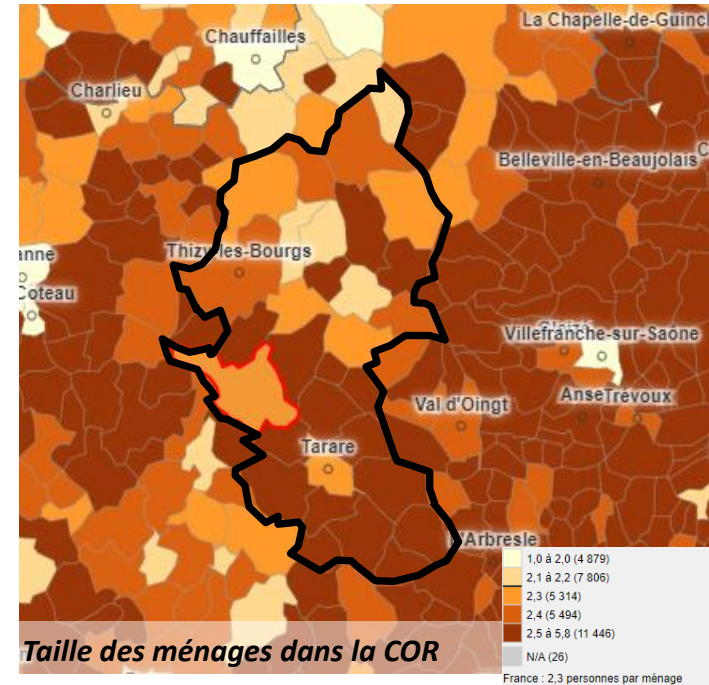 La Chapelle-de-Guincl
Chauffailles
Charlieu
Belleville-en-Beaujolais
Thizy-les-Bourgs
anne
Coteau
Villefranche-sur-Saône
Anse
Trévoux
Val d'Oingt
Tarare
L'Arbresle
1,0 à 2,0 (4 879)
2,1 à 2,2 (7 806)
2,3 (5 314)
2,4 (5 494)
2,5 à 5,8 (11 446)
N/A (26)
France : 2,3 personnes par ménage
Taille des ménages dans la COR